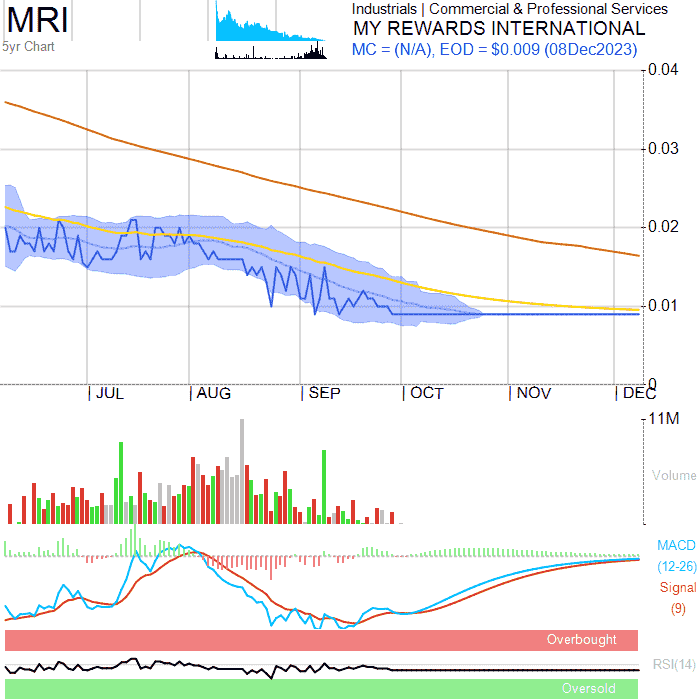 MRI
5yr Chart
Industrials | Commercial & Professional Services
MY REWARDS INTERNATIONAL
MC = (N/A), EOD = $0.009 (08Dec2023)
0.04
0.03
0.02
0.01
0
JUL AUG SEP OCT NOV DEC
11M
Volume
MACD
(12-26)
Signal
(9)
Overbought
RSI(14)
Oversold